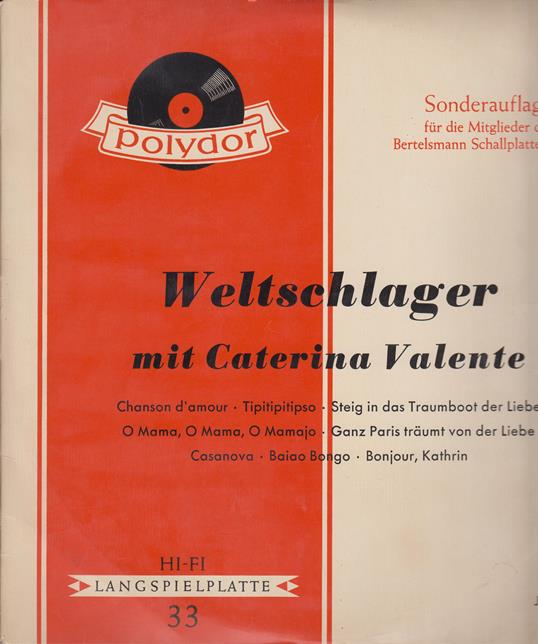 polydor
Sonderauflag
für die Mitglieder d
Bertelsmann Schallplatte
Weltschlager
mit Caterina Valente
Chanson d'amour · Tipitipitipso · Steig in das Traumboot der Liebe
O Mama, O Mama, O Mamajo · Ganz Paris träumt von der Liebe
Casanova · Baiao Bongo · Bonjour, Kathrin
HI-FI
LANGSPIELPLATTE
33